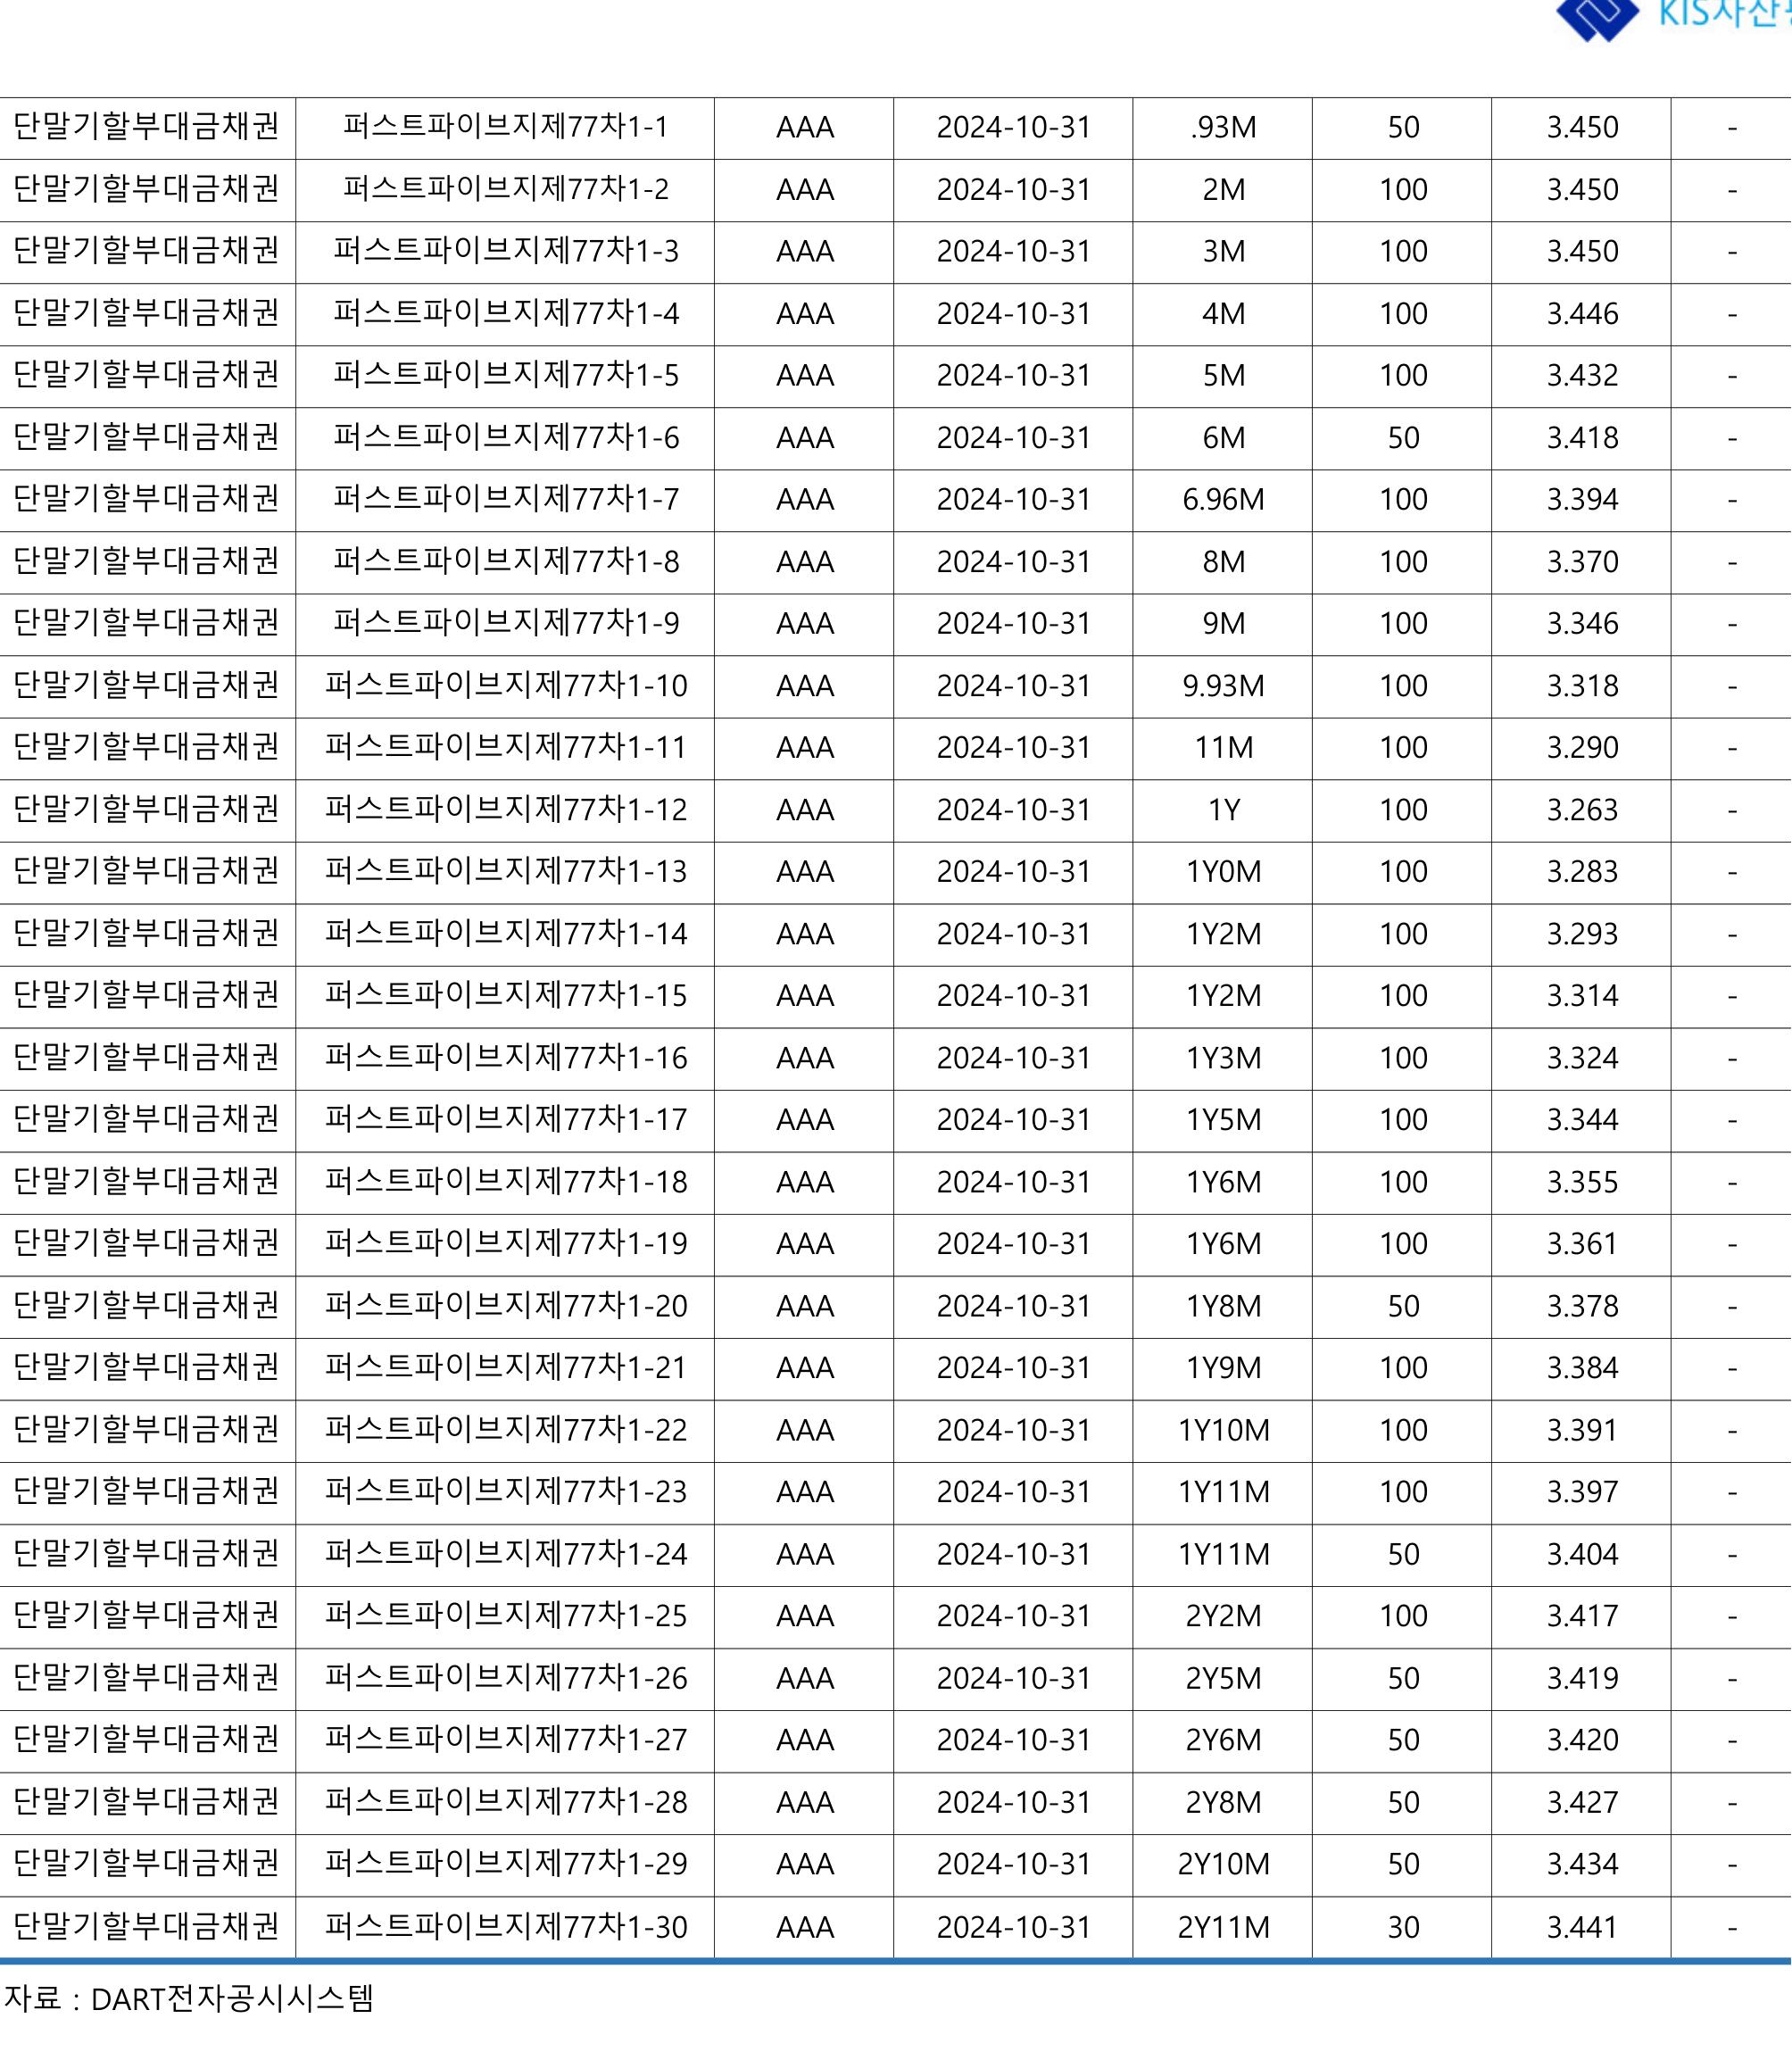 KIS자산
단말기할부대금채권 퍼스트파이브지제77차1-1 AAA 2024-10-31 .93M 50 3.450 -
단말기할부대금채권 퍼스트파이브지제77차1-2 AAA 2024-10-31 2M 100 3.450 -
단말기할부대금채권 퍼스트파이브지제77차1-3 AAA 2024-10-31 3M 100 3.450 -
단말기할부대금채권 퍼스트파이브지제77차1-4 AAA 2024-10-31 4M 100 3.446 -
단말기할부대금채권 퍼스트파이브지제77차1-5 AAA 2024-10-31 5M 100 3.432 -
단말기할부대금채권 퍼스트파이브지제77차1-6 AAA 2024-10-31 6M 50 3.418 -
단말기할부대금채권 퍼스트파이브지제77차1-7 AAA 2024-10-31 6.96M 100 3.394 -
단말기할부대금채권 퍼스트파이브지제77차1-8 AAA 2024-10-31 8M 100 3.370 -
단말기할부대금채권 퍼스트파이브지제77차1-9 AAA 2024-10-31 9M 100 3.346 -
단말기할부대금채권 퍼스트파이브지제77차1-10 AAA 2024-10-31 9.93M 100 3.318 -
단말기할부대금채권 퍼스트파이브지제77차1-11 AAA 2024-10-31 11M 100 3.290 -
단말기할부대금채권 퍼스트파이브지제77차1-12 AAA 2024-10-31 1Y 100 3.263 -
단말기할부대금채권 퍼스트파이브지제77차1-13 AAA 2024-10-31 1Y0M 100 3.283 -
단말기할부대금채권 퍼스트파이브지제77차1-14 AAA 2024-10-31 1Y2M 100 3.293 -
단말기할부대금채권 퍼스트파이브지제77차1-15 AAA 2024-10-31 1Y2M 100 3.314 -
단말기할부대금채권 퍼스트파이브지제77차1-16 AAA 2024-10-31 1Y3M 100 3.324 -
단말기할부대금채권 퍼스트파이브지제77차1-17 AAA 2024-10-31 1Y5M 100 3.344 -
단말기할부대금채권 퍼스트파이브지제77차1-18 AAA 2024-10-31 1Y6M 100 3.355 -
단말기할부대금채권 퍼스트파이브지제77차1-19 AAA 2024-10-31 1Y6M 100 3.361 -
단말기할부대금채권 퍼스트파이브지제77차1-20 AAA 2024-10-31 1Y8M 50 3.378 -
단말기할부대금채권 퍼스트파이브지제77차1-21 AAA 2024-10-31 1Y9M 100 3.384 -
단말기할부대금채권 퍼스트파이브지제77차1-22 AAA 2024-10-31 1Y10M 100 3.391 -
단말기할부대금채권 퍼스트파이브지제77차1-23 AAA 2024-10-31 1Y11M 100 3.397 -
단말기할부대금채권 퍼스트파이브지제77차1-24 AAA 2024-10-31 1Y11M 50 3.404 -
단말기할부대금채권 퍼스트파이브지제77차1-25 AAA 2024-10-31 2Y2M 100 3.417 -
단말기할부대금채권 퍼스트파이브지제77차1-26 AAA 2024-10-31 2Y5M 50 3.419 -
단말기할부대금채권 퍼스트파이브지제77차1-27 AAA 2024-10-31 2Y6M 50 3.420 -
단말기할부대금채권 퍼스트파이브지제77차1-28 AAA 2024-10-31 2Y8M 50 3.427 -
단말기할부대금채권 퍼스트파이브지제77차1-29 AAA 2024-10-31 2Y10M 50 3.434 -
단말기할부대금채권 퍼스트파이브지제77차1-30 AAA 2024-10-31 2Y11M 30 3.441 -
자료 : DART전자공시시스템